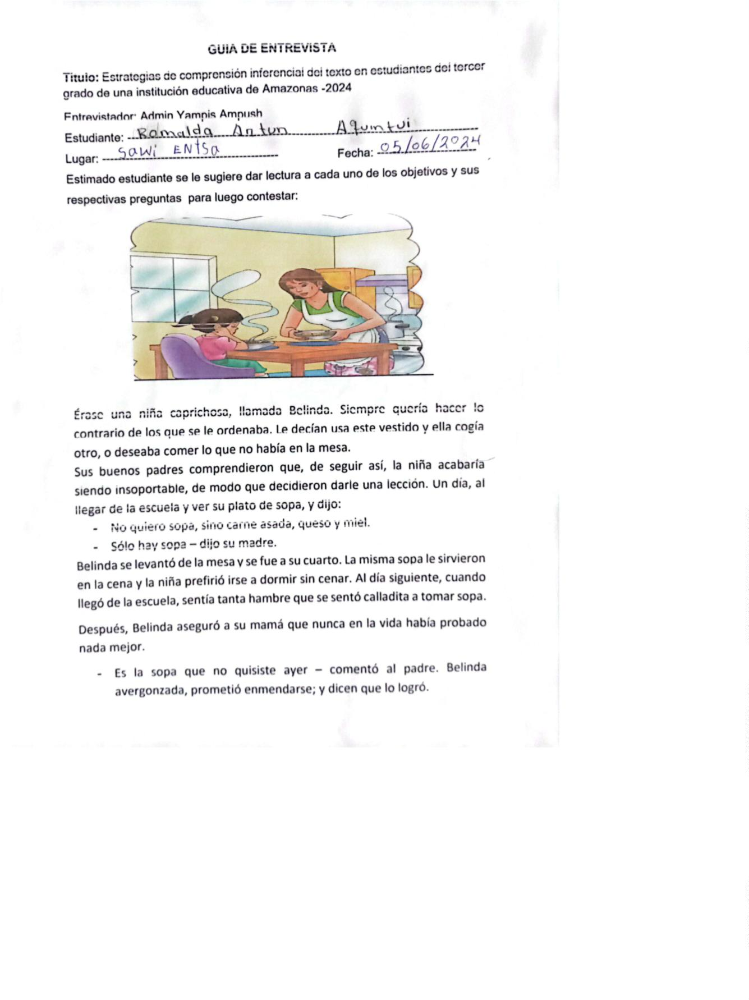 GUIA DE ENTREVISTA
Titulo: Estrategias de comprensión inferencial del texto en estudiantes del tercer
grado de una institución educativa de Amazonas -2024
Entrevistador: Admin Yampis Ampush
Estudiante: Romalda Antun Aquintui
Lugar: SAWI ENTSA Fecha: 05/06/2024
Estimado estudiante se le sugiere dar lectura a cada uno de los objetivos y sus
respectivas preguntas para luego contestar:
Érase una niña caprichosa, llamada Belinda. Siempre quería hacer lo
contrario de los que se le ordenaba. Le decían usa este vestido y ella cogía
otro, o deseaba comer lo que no había en la mesa.
Sus buenos padres comprendieron que, de seguir así, la niña acabaría
siendo insoportable, de modo que decidieron darle una lección. Un día, al
llegar de la escuela y ver su plato de sopa, y dijo:
- No quiero sopa, sino carne asada, queso y miel.
- Sólo hay sopa – dijo su madre.
Belinda se levantó de la mesa y se fue a su cuarto. La misma sopa le sirvieron
en la cena y la niña prefirió irse a dormir sin cenar. Al día siguiente, cuando
llegó de la escuela, sentía tanta hambre que se sentó calladita a tomar sopa.
Después, Belinda aseguró a su mamá que nunca en la vida había probado
nada mejor.
- Es la sopa que no quisiste ayer – comentó al padre. Belinda
avergonzada, prometió enmendarse; y dicen que lo logró.